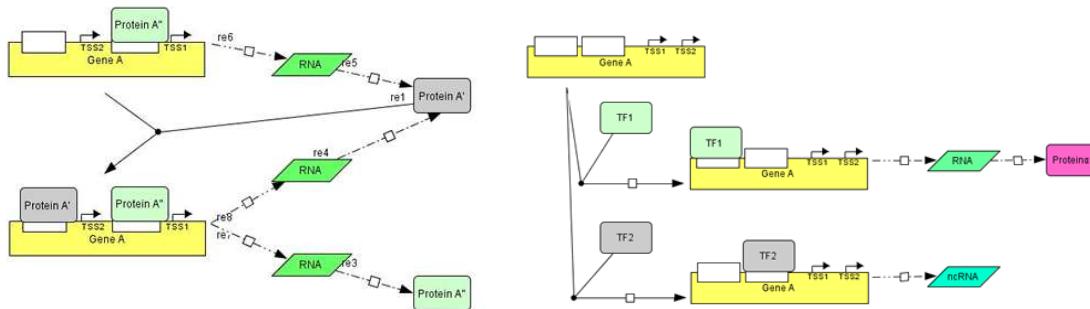 Protein A"
TSS2
TSS1
Gene A
re6
RNA
re5
Protein A'
re1
re4
RNA
Protein A'
Protein A"
TSS2
TSS1
Gene A
re8
re7
RNA
re3
Protein A"
TSS1
TSS2
Gene A
TF1
TF1
TSS1
TSS2
Gene A
RNA
Proteina
TF2
TF2
TSS1
TSS2
Gene A
ncRNA